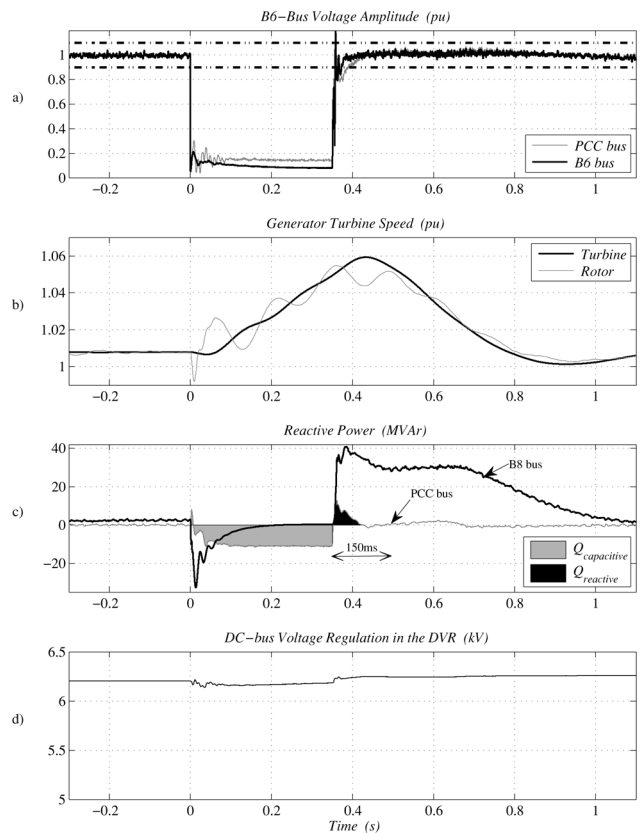 B6−Bus Voltage Amplitude (pu)
a)
1
0.8
0.6
0.4
0.2
0
PCC bus
B6 bus
−0.2 0 0.2 0.4 0.6 0.8 1
Generator Turbine Speed (pu)
b)
1.06
1.04
1.02
1
Turbine
Rotor
−0.2 0 0.2 0.4 0.6 0.8 1
Reactive Power (MVAr)
c)
40
20
0
−20
B8 bus
PCC bus
150ms
Qcapacitive
Qreactive
−0.2 0 0.2 0.4 0.6 0.8 1
DC−bus Voltage Regulation in the DVR (kV)
d)
6.5
6
5.5
5
−0.2 0 0.2 0.4 0.6 0.8 1
Time (s)